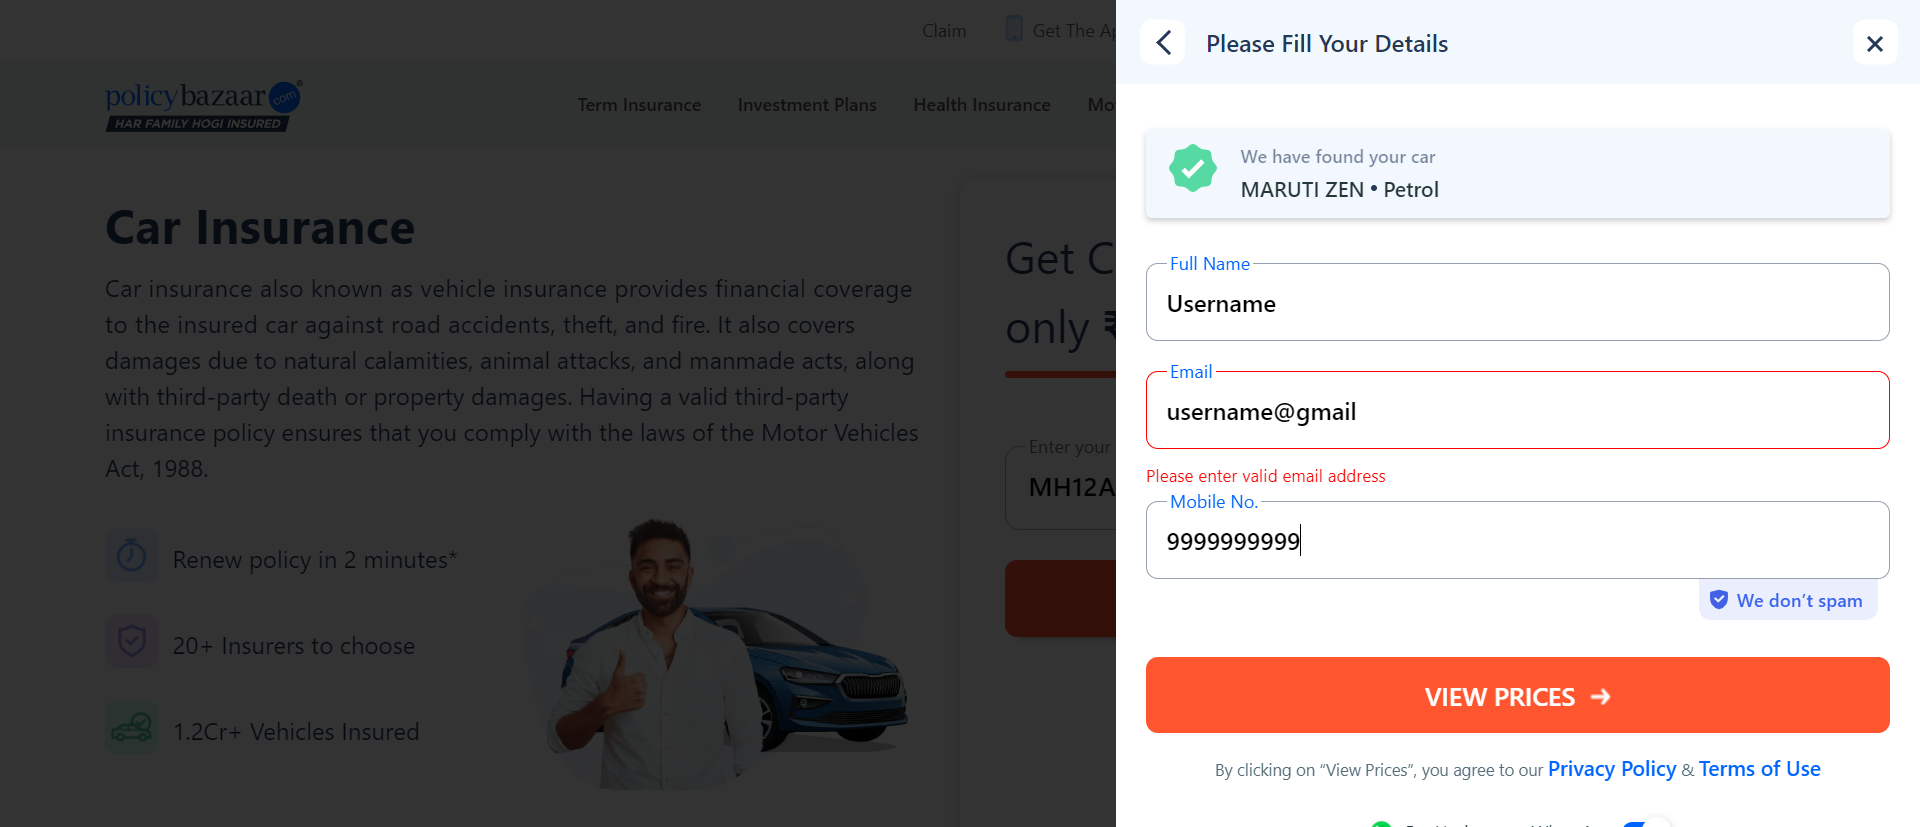 Claim
Get The Ap
policybazaar.com®
HAR FAMILY HOGI INSURED
Term Insurance
Investment Plans
Health Insurance
Mo
Car Insurance
Car insurance also known as vehicle insurance provides financial coverage
to the insured car against road accidents, theft, and fire. It also covers
damages due to natural calamities, animal attacks, and manmade acts, along
with third-party death or property damages. Having a valid third-party
insurance policy ensures that you comply with the laws of the Motor Vehicles
Act, 1988.
Renew policy in 2 minutes*
20+ Insurers to choose
1.2Cr+ Vehicles Insured
Get C
only ₹
Enter your
MH12A
Please Fill Your Details
We have found your car
MARUTI ZEN • Petrol
Full Name
Username
Email
username@gmail
Please enter valid email address
Mobile No.
9999999999
We don’t spam
VIEW PRICES
By clicking on “View Prices”, you agree to our Privacy Policy & Terms of Use